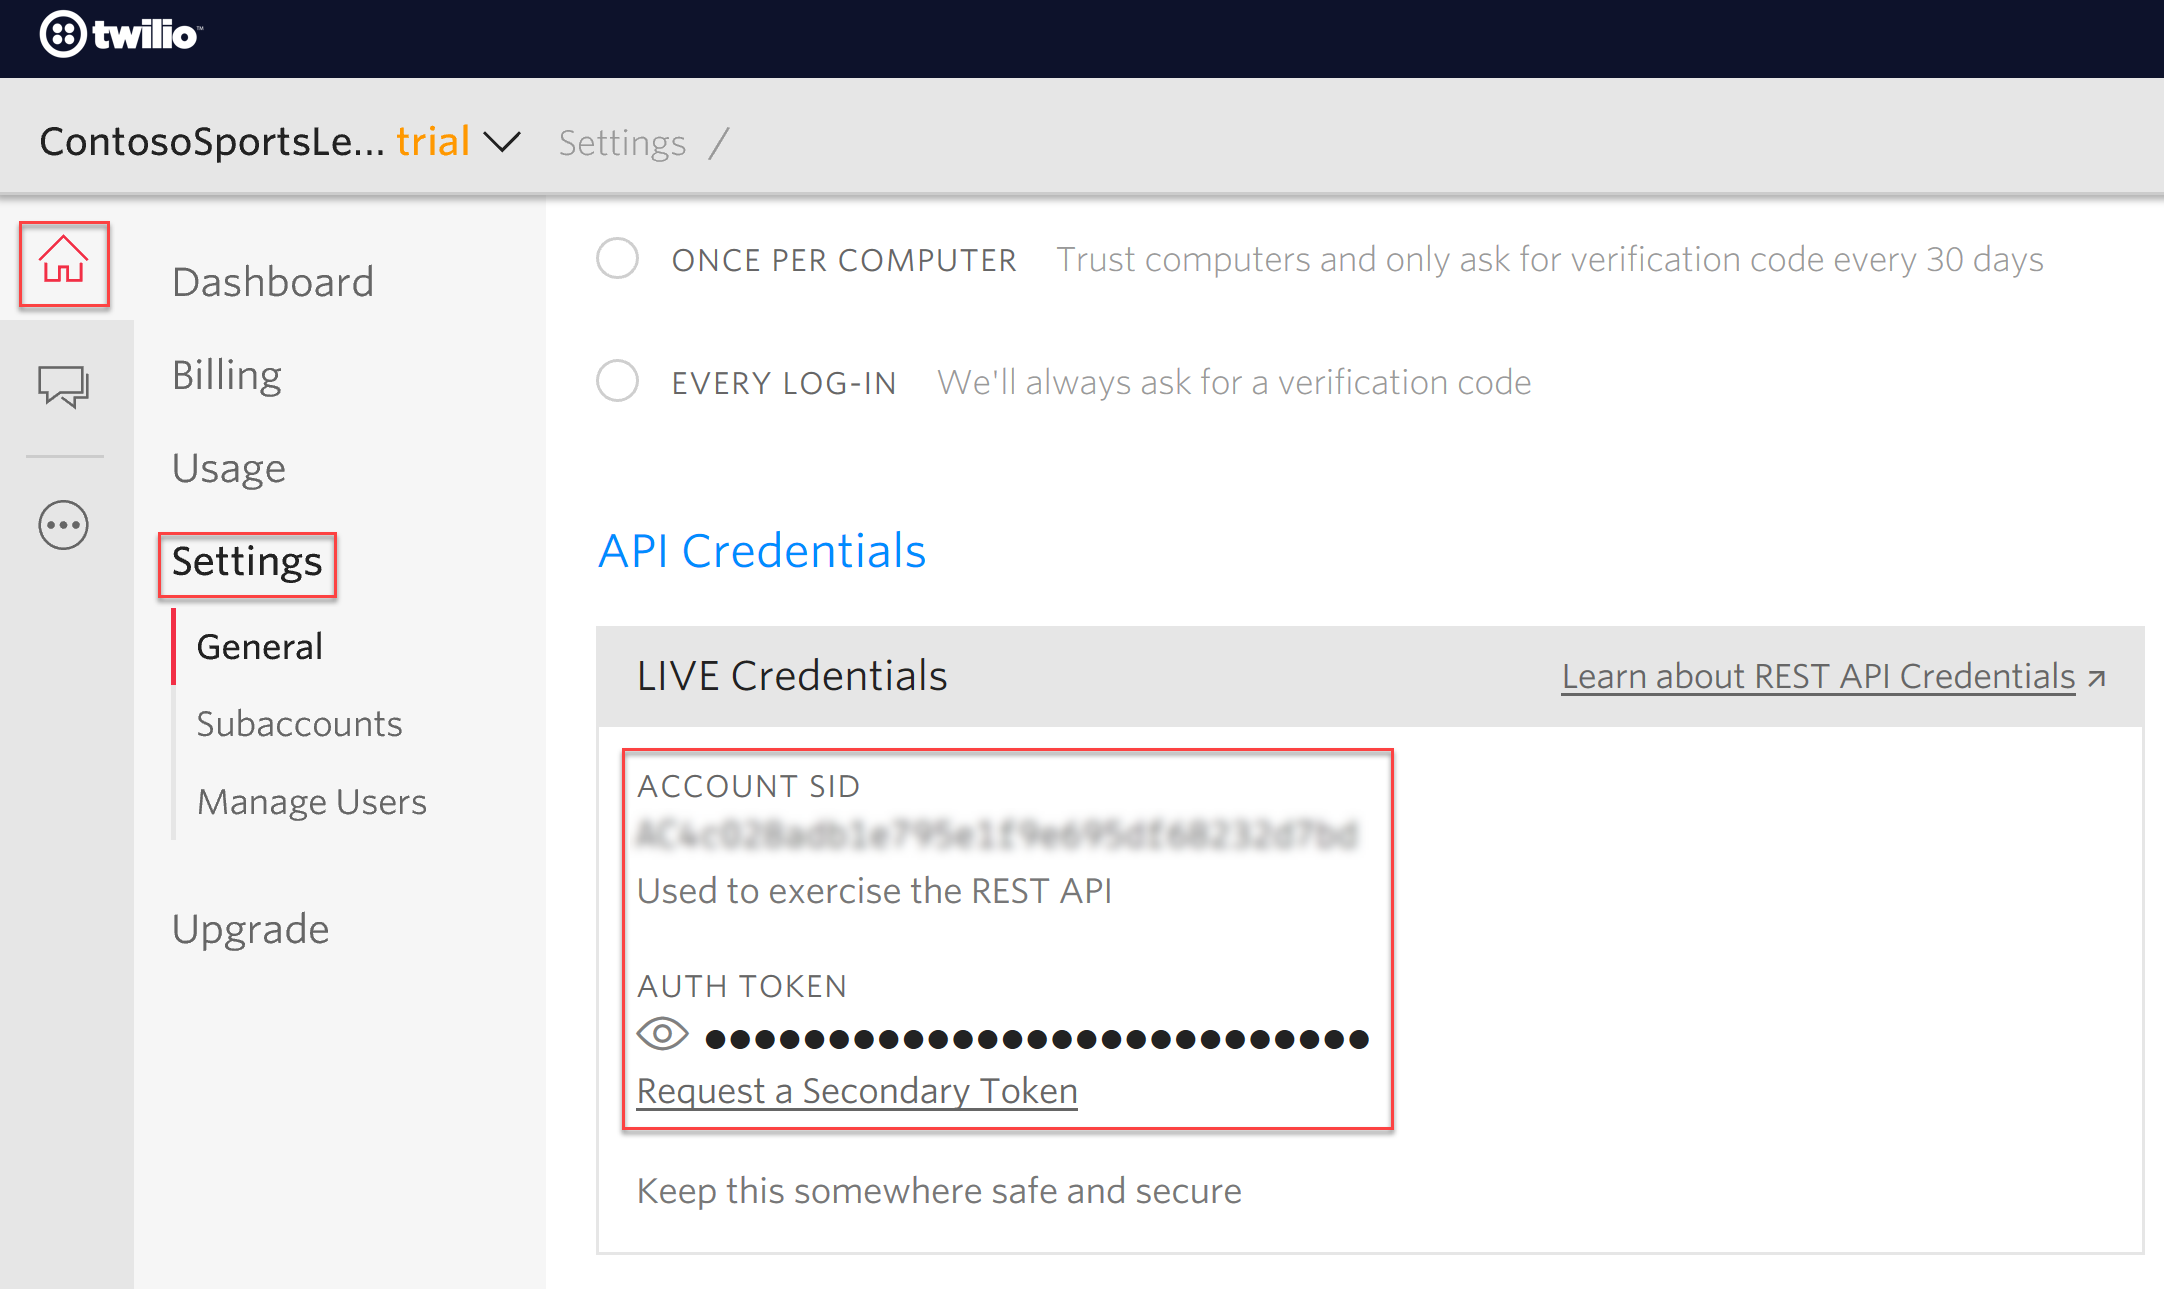 twilio™
ContosoSportsLe... trial Settings /
Dashboard
Billing
Usage
Settings
General
Subaccounts
Manage Users
Upgrade
ONCE PER COMPUTER Trust computers and only ask for verification code every 30 days
EVERY LOG-IN We'll always ask for a verification code
API Credentials
LIVE Credentials Learn about REST API Credentials
ACCOUNT SID
Used to exercise the REST API
AUTH TOKEN
Request a Secondary Token
Keep this somewhere safe and secure